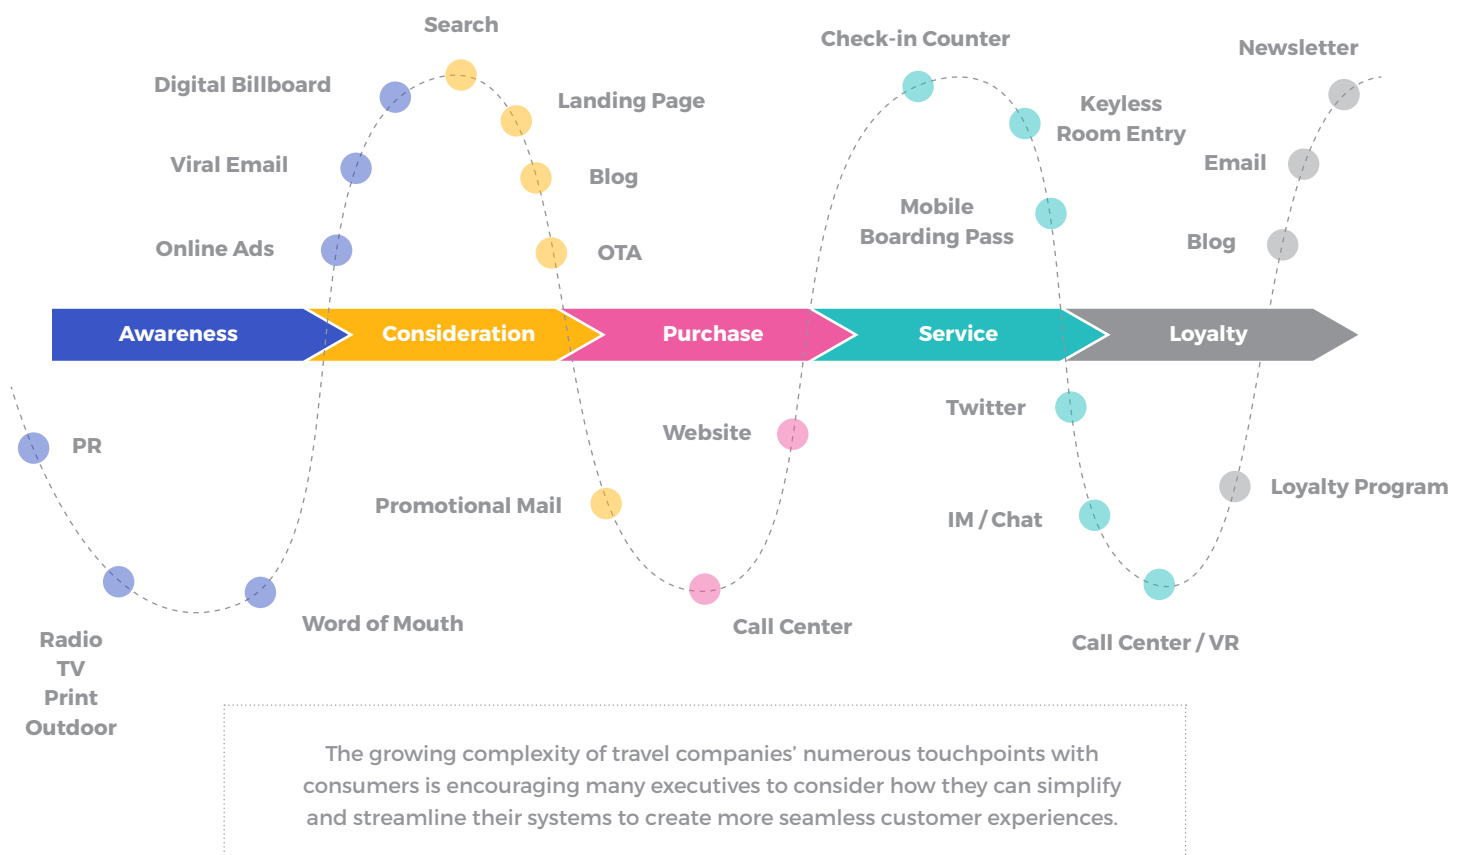 Search
Check-in Counter
Newsletter
Digital Billboard
Landing Page
Keyless
Room Entry
Viral Email
Blog
Email
Mobile
Boarding Pass
Online Ads
OTA
Blog
Awareness
Consideration
Purchase
Service
Loyalty
PR
Website
Twitter
Promotional Mail
IM / Chat
Loyalty Program
Word of Mouth
Call Center
Call Center / VR
Radio
TV
Print
Outdoor
The growing complexity of travel companies’ numerous touchpoints with
consumers is encouraging many executives to consider how they can simplify
and streamline their systems to create more seamless customer experiences.